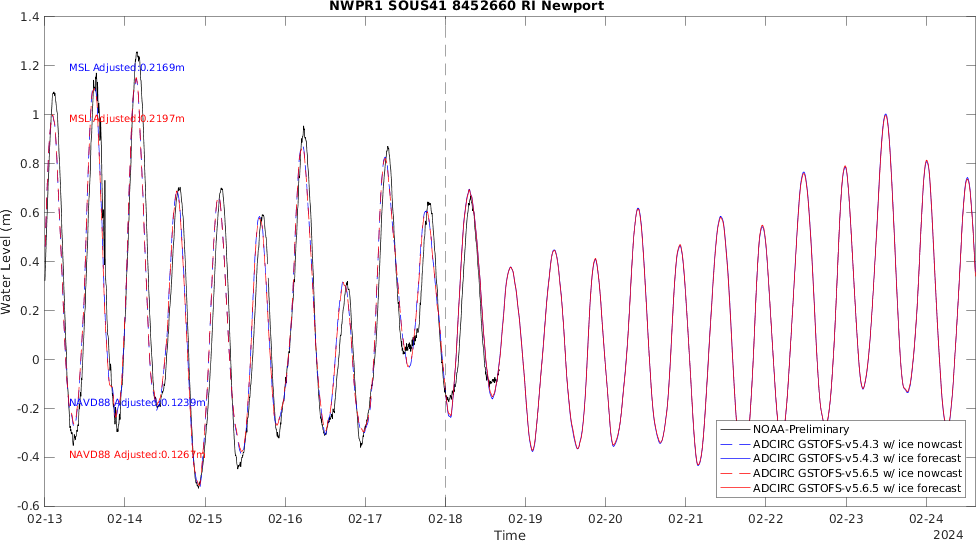 NWPR1 SOUS41 8452660 RI Newport
1.4
1.2
1
0.8
0.6
0.4
0.2
0
-0.2
-0.4
-0.6
Water Level (m)
MSL Adjusted:0.2169m
MSL Adjusted:0.2197m
NAVD88 Adjusted:0.1239m
NAVD88 Adjusted:0.1267m
NOAA-Preliminary
ADCIRC GSTOFS-v5.4.3 w/ ice nowcast
ADCIRC GSTOFS-v5.4.3 w/ ice forecast
ADCIRC GSTOFS-v5.6.5 w/ ice nowcast
ADCIRC GSTOFS-v5.6.5 w/ ice forecast
02-13 02-14 02-15 02-16 02-17 02-18 02-19 02-20 02-21 02-22 02-23 02-24
Time
2024